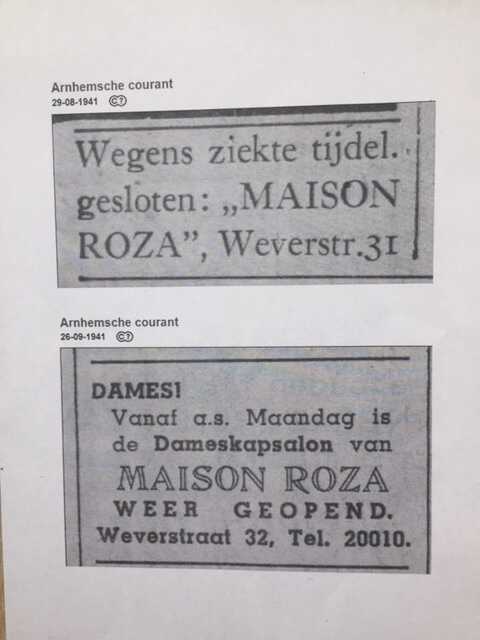 Arnhemsche courant
29-08-1941 ©?
Wegens ziekte tijdel.
gesloten: „MAISON
ROZA”, Weverstr.31
Arnhemsche courant
26-09-1941 ©?
DAMES!
Vanaf a.s. Maandag is
de Dameskapsalon van
MAISON ROZA
WEER GEOPEND.
Weverstraat 32, Tel. 20010.